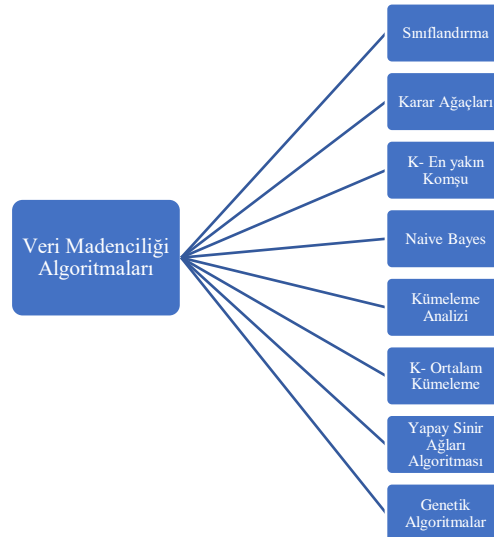 Veri Madenciliği
Algoritmaları
Sınıflandırma
Karar Ağaçları
K- En yakın
Komşu
Naive Bayes
Kümeleme
Analizi
K- Ortalam
Kümeleme
Yapay Sinir
Ağları
Algoritması
Genetik
Algoritmalar